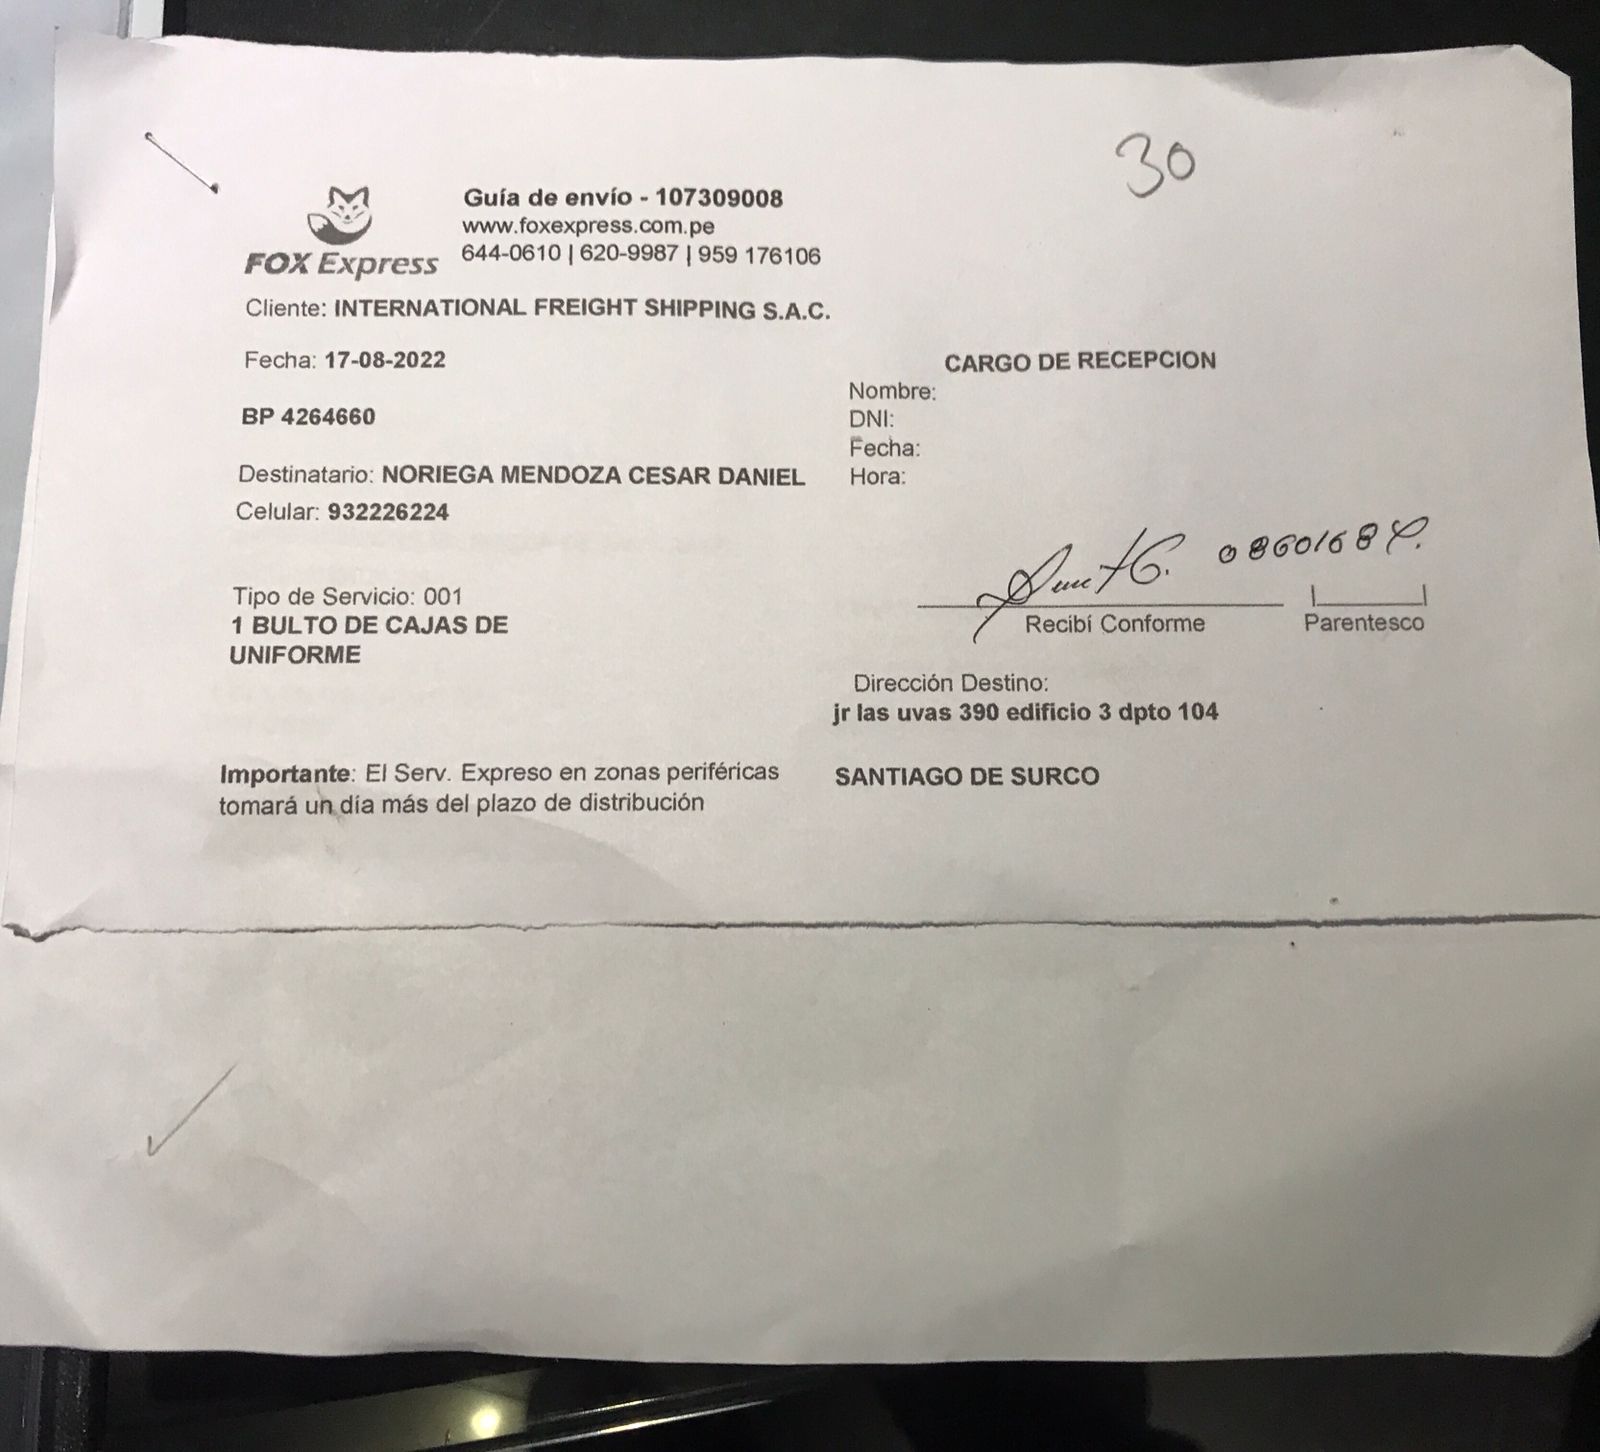 30
Guía de envío - 107309008
www.foxexpress.com.pe
644-0610 | 620-9987 | 959 176106
FOX Express
Cliente: INTERNATIONAL FREIGHT SHIPPING S.A.C.
Fecha: 17-08-2022
BP 4264660
Destinatario: NORIEGA MENDOZA CESAR DANIEL
Celular: 932226224
Tipo de Servicio: 001
1 BULTO DE CAJAS DE
UNIFORME
Importante: El Serv. Expreso en zonas periféricas
tomará un día más del plazo de distribución
CARGO DE RECEPCION
Nombre:
DNI:
Fecha:
Hora:
Recibí Conforme
Parentesco
Dirección Destino:
jr las uvas 390 edificio 3 dpto 104
SANTIAGO DE SURCO